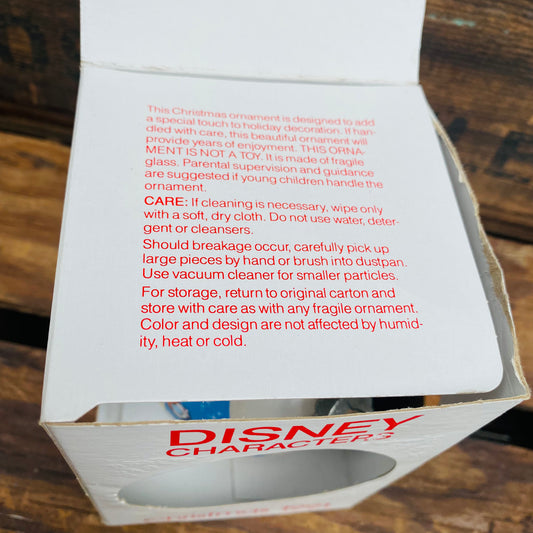 This Christmas ornament is designed to add
a special touch to holiday decoration. If han-
dled with care, this beautiful ornament will
provide years of enjoyment. THIS ORNA-
MENT IS NOT A TOY. It is made of fragile
glass. Parental supervision and guidance
are suggested if young children handle the
ornament.
CARE: If cleaning is necessary, wipe only
with a soft, dry cloth. Do not use water, deter-
gent or cleansers.
Should breakage occur, carefully pick up
large pieces by hand or brush into dustpan.
Use vacuum cleaner for smaller particles.
For storage, return to original carton and
store with care as with any fragile ornament.
Color and design are not affected by humid-
ity, heat or cold.
DISNEY
CHARACTERS